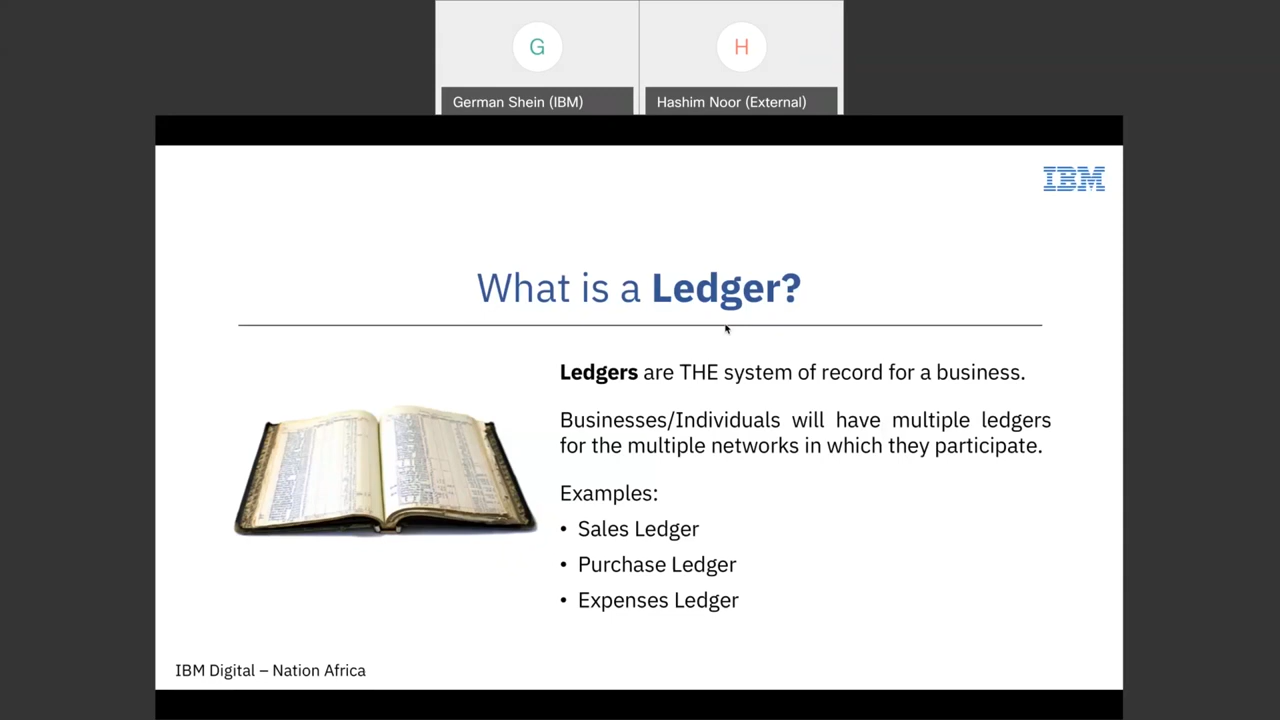 G
H
German Shein (IBM)
Hashim Noor (External)
IBM
What is a Ledger?
Ledgers are THE system of record for a business.
Businesses/Individuals will have multiple ledgers
for the multiple networks in which they participate.
Examples:
• Sales Ledger
• Purchase Ledger
• Expenses Ledger
IBM Digital – Nation Africa